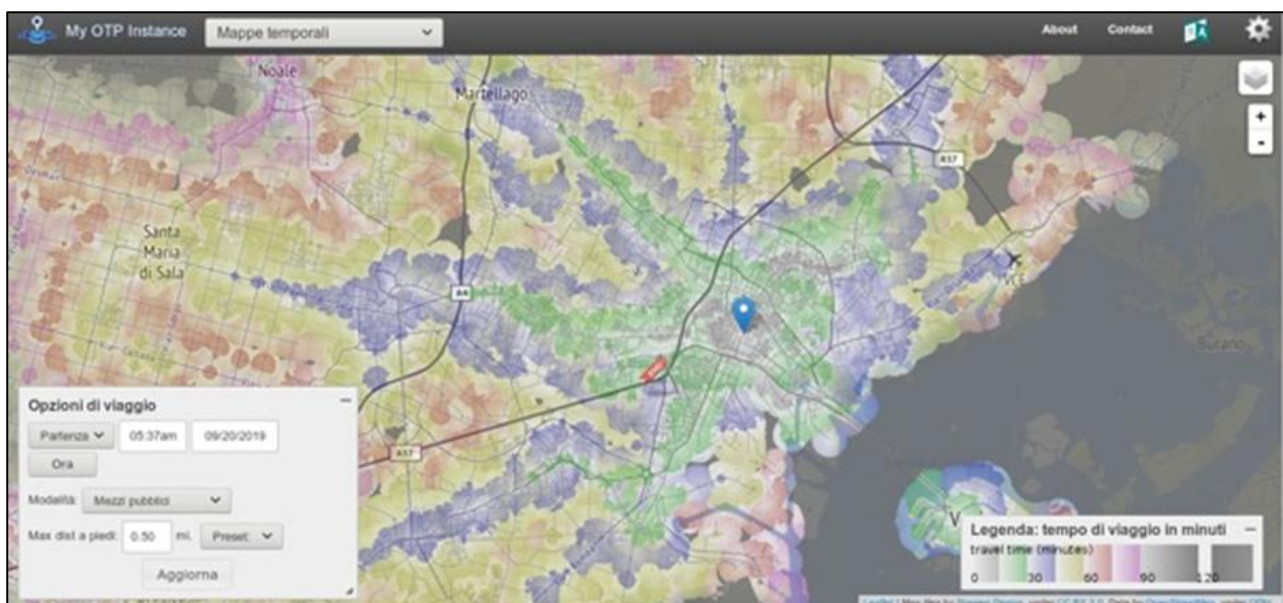 My OTP Instance
Mappe temporali
About
Contact
Noale
Martellago
A57
+
-
Santa
Maria
di Sala
A4
VCE
Burano
A57
Opzioni di viaggio
Partenza
05:37am
09/20/2019
Ora
Modalità:
Mezzi pubblici
Max dist a piedi:
0.50
mi.
Preset:
Aggiorna
V
Legenda: tempo di viaggio in minuti
travel time (minutes)
0 30 60 90 120